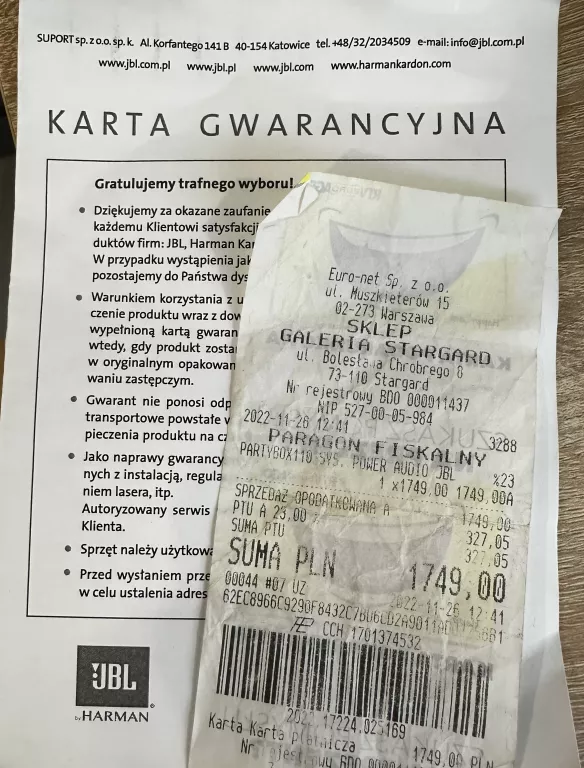 SUPORT sp. z o.o. sp. k. Al. Korfantego 141 B 40-154 Katowice tel. +48/32/2034509 e-mail: info@jbl.com.pl
www.jbl.com.pl www.jbl.pl www.jbl.com www.harmankardon.com
KARTA GWARANCYJNA
Gratulujemy trafnego wyboru!
• Dziękujemy za okazane zaufanie
każdemu Klientowi satysfakcj
duktów firm: JBL, Harman Kar
W przypadku wystąpienia jak
pozostajemy do Państwa dys
• Warunkiem korzystania z u
czenie produktu wraz z dow
wypełnioną kartą gwaran
wtedy, gdy produkt zosta
w oryginalnym opakowan
waniu zastępczym.
• Gwarant nie ponosi odp
transportowe powstałe v
pieczenia produktu na cz
• Jako naprawy gwarancy
nych z instalacją, regula
niem lasera, itp.
Autoryzowany serwis
Klienta.
• Sprzęt należy użytkowa
• Przed wysłaniem prze
w celu ustalenia adres
JBL
by HARMAN
Euro-net Sp. z o.o.
ul. Muszkieterów 15
02-273 Warszawa
SKLEP
GALERIA STARGARD
ul. Bolesława Chrobrego 8
73-110 Stargard
Nr rejestrowy BDO 000011437
NIP 527-00-05-984
2022-11-26 12:41 3288
PARAGON FISKALNY
PARTYBOX110 SYS. POWER AUDIO JBL %23
1 x1749,00 1749,00A
SPRZEDAŻ OPODATKOWANA A 1749,00
PTU A 23,00 % 327,05
SUMA PTU 327,05
SUMA PLN 1749,00
00044 #07 UZ 2022-11-26 12:41
CCH 1701374532
Karta Karta płatnicza 1749,00 PLN
Nr rejestrowy BDO